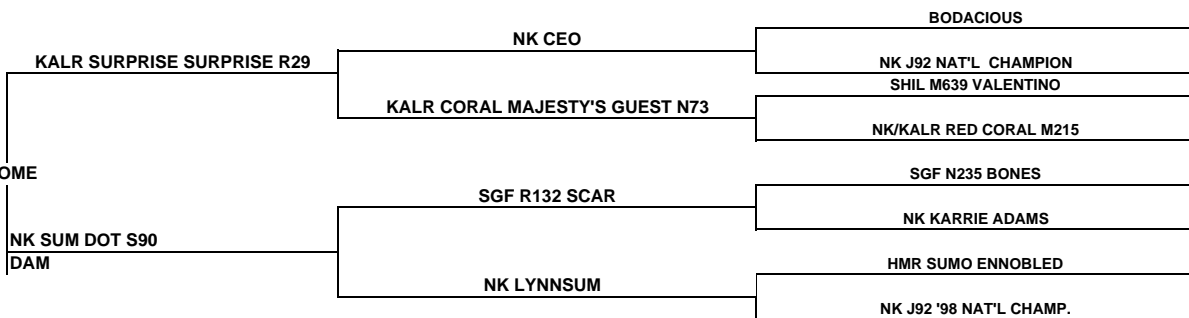 BODACIOUS
NK CEO
KALR SURPRISE SURPRISE R29
NK J92 NAT'L CHAMPION
SHIL M639 VALENTINO
KALR CORAL MAJESTY'S GUEST N73
NK/KALR RED CORAL M215
OME
SGF N235 BONES
SGF R132 SCAR
NK KARRIE ADAMS
NK SUM DOT S90
DAM
HMR SUMO ENNOBLED
NK LYNNSUM
NK J92 '98 NAT'L CHAMP.